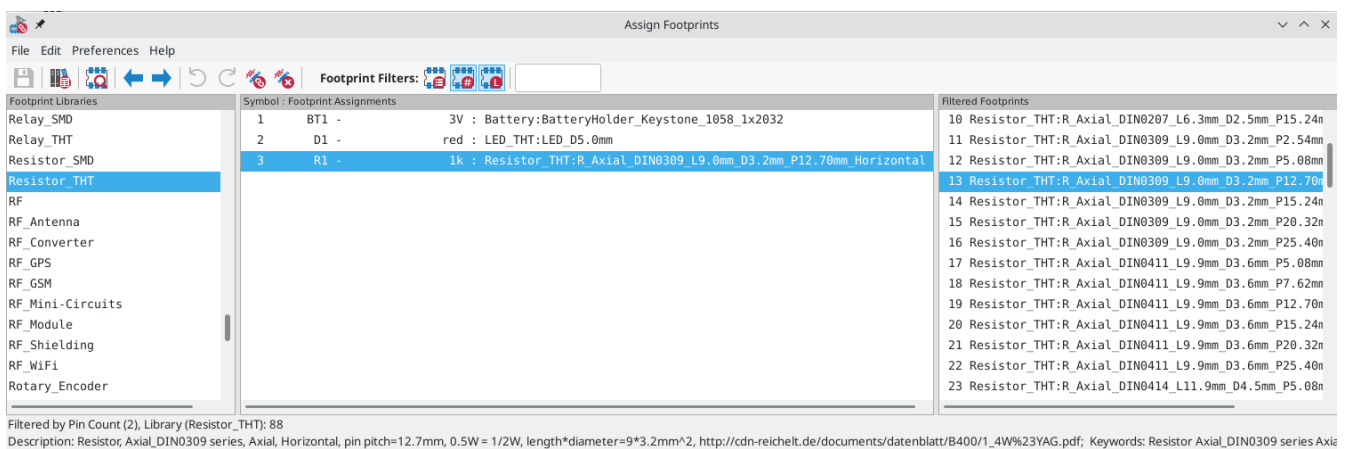 Assign Footprints
File Edit Preferences Help
Footprint Filters:
Footprint Libraries
Relay_SMD
Relay_THT
Resistor_SMD
Resistor_THT
RF
RF_Antenna
RF_Converter
RF_GPS
RF_GSM
RF_Mini-Circuits
RF_Module
RF_Shielding
RF_WiFi
Rotary_Encoder
Symbol : Footprint Assignments
1 BT1 - 3V : Battery:BatteryHolder_Keystone_1058_1x2032
2 D1 - red : LED_THT:LED_D5.0mm
3 R1 - 1k : Resistor_THT:R_Axial_DIN0309_L9.0mm_D3.2mm_P12.70mm_Horizontal
Filtered Footprints
10 Resistor_THT:R_Axial_DIN0207_L6.3mm_D2.5mm_P15.24m
11 Resistor_THT:R_Axial_DIN0309_L9.0mm_D3.2mm_P2.54mm
12 Resistor_THT:R_Axial_DIN0309_L9.0mm_D3.2mm_P5.08mm
13 Resistor_THT:R_Axial_DIN0309_L9.0mm_D3.2mm_P12.70m
14 Resistor_THT:R_Axial_DIN0309_L9.0mm_D3.2mm_P15.24m
15 Resistor_THT:R_Axial_DIN0309_L9.0mm_D3.2mm_P20.32m
16 Resistor_THT:R_Axial_DIN0309_L9.0mm_D3.2mm_P25.40m
17 Resistor_THT:R_Axial_DIN0411_L9.9mm_D3.6mm_P5.08mm
18 Resistor_THT:R_Axial_DIN0411_L9.9mm_D3.6mm_P7.62mm
19 Resistor_THT:R_Axial_DIN0411_L9.9mm_D3.6mm_P12.70m
20 Resistor_THT:R_Axial_DIN0411_L9.9mm_D3.6mm_P15.24m
21 Resistor_THT:R_Axial_DIN0411_L9.9mm_D3.6mm_P20.32m
22 Resistor_THT:R_Axial_DIN0411_L9.9mm_D3.6mm_P25.40m
23 Resistor_THT:R_Axial_DIN0414_L11.9mm_D4.5mm_P5.08m
Filtered by Pin Count (2), Library (Resistor_THT): 88
Description: Resistor, Axial_DIN0309 series, Axial, Horizontal, pin pitch=12.7mm, 0.5W = 1/2W, length*diameter=9*3.2mm^2, http://cdn-reichelt.de/documents/datenblatt/B400/1_4W%23YAG.pdf; Keywords: Resistor Axial_DIN0309 series Axia